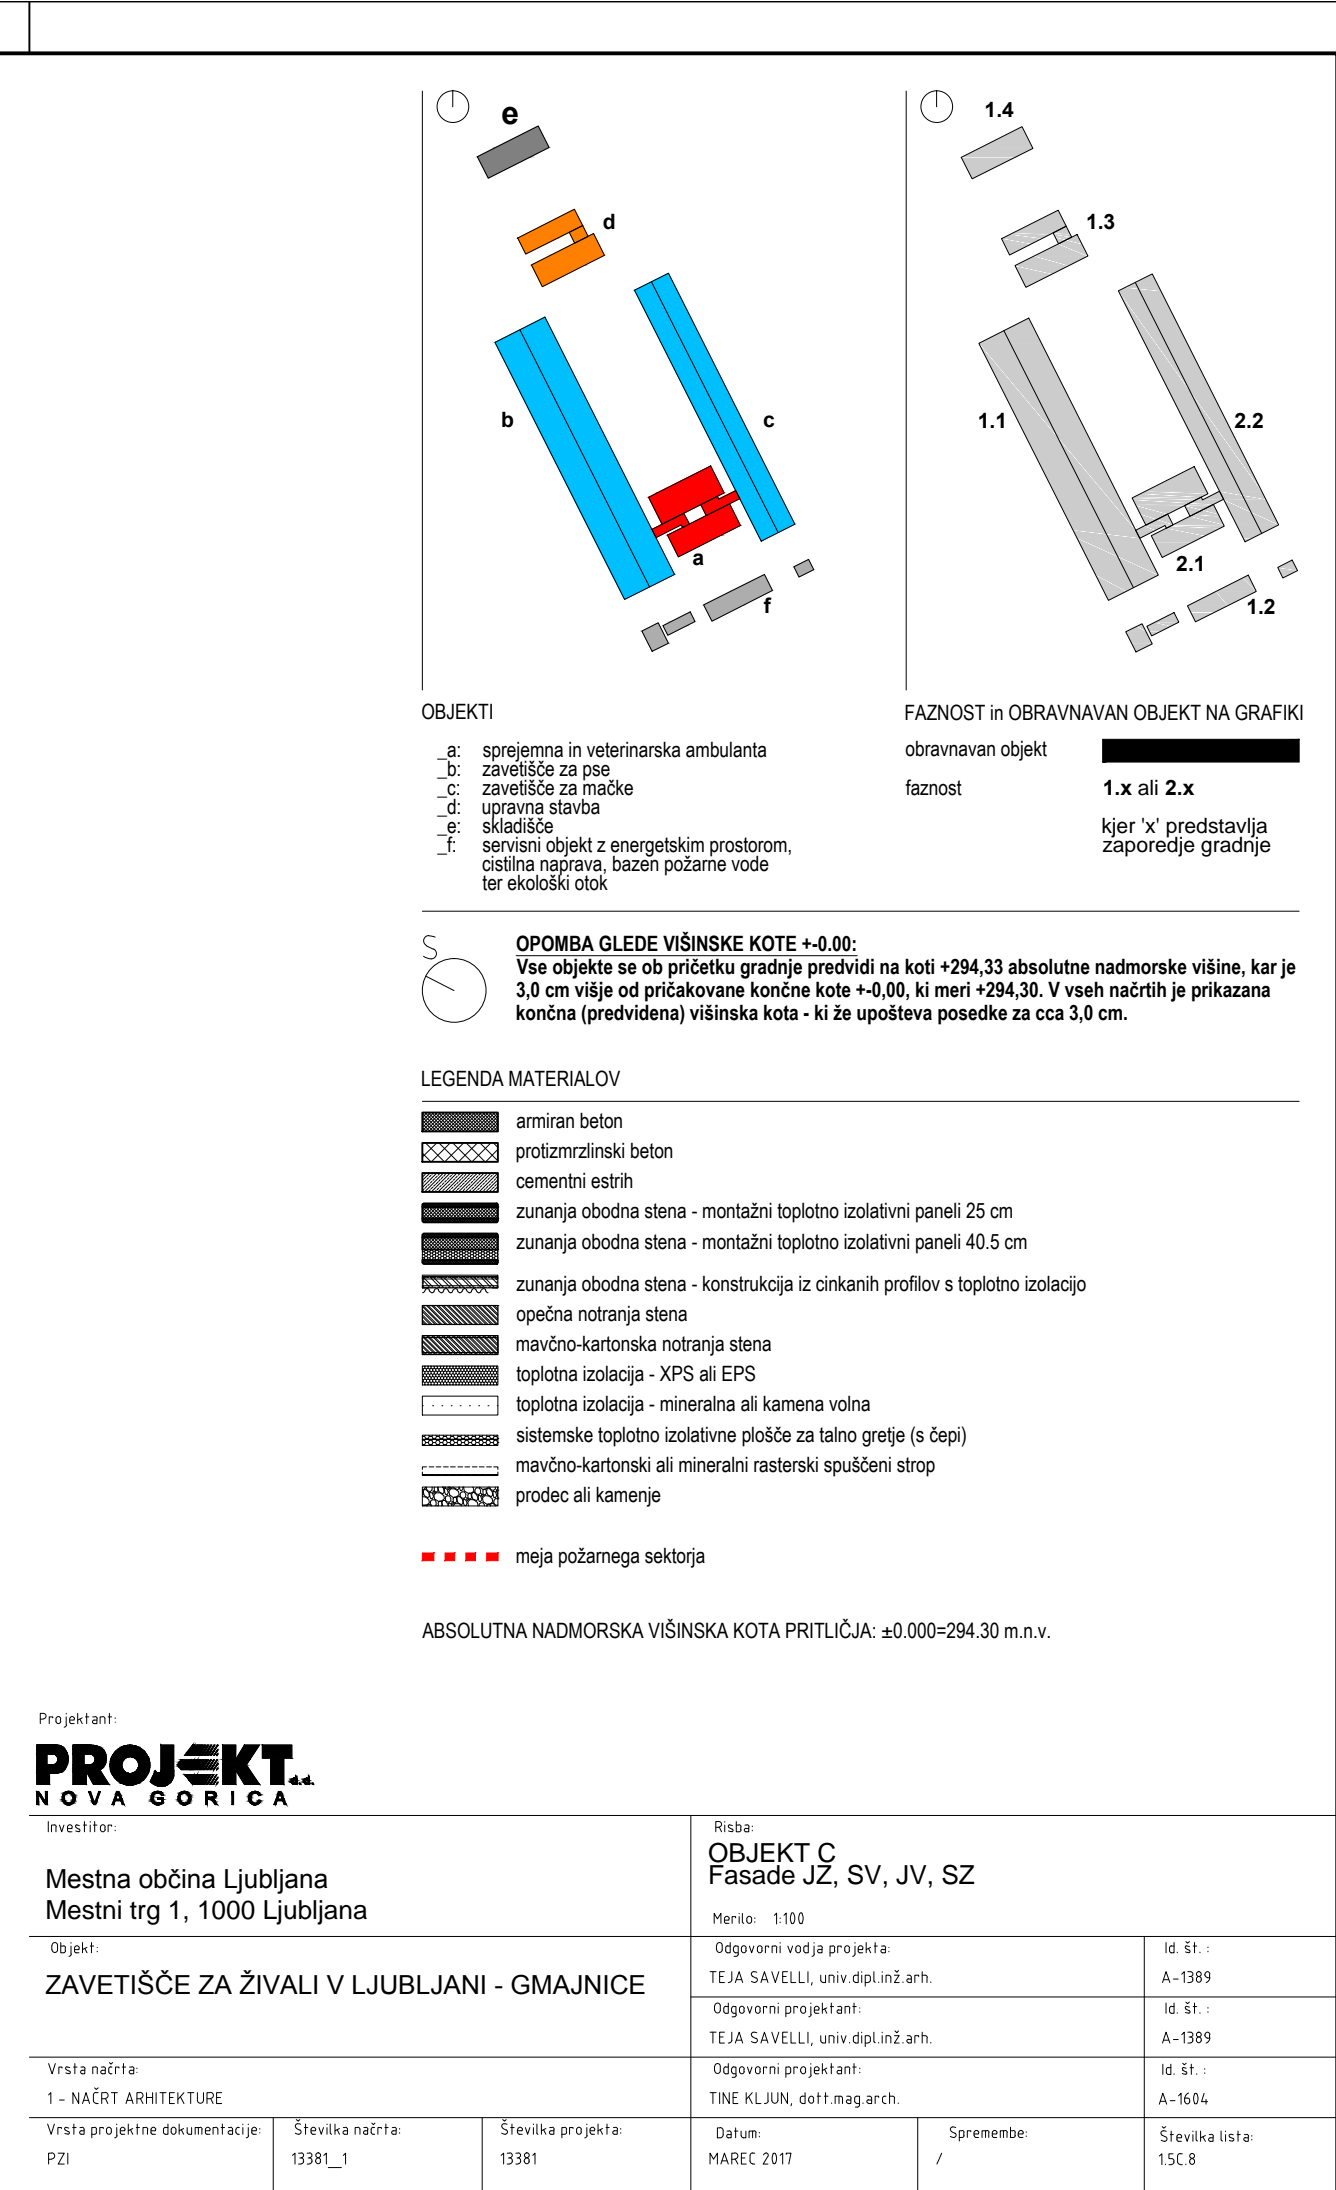 e
d
b
c
a
f
1.4
1.3
1.1
2.2
2.1
1.2
OBJEKTI
_a: sprejemna in veterinarska ambulanta
_b: zavetišče za pse
_c: zavetišče za mačke
_d: upravna stavba
_e: skladišče
_f: servisni objekt z energetskim prostorom,
cistilna naprava, bazen požarne vode
ter ekološki otok
FAZNOST in OBRAVNAVAN OBJEKT NA GRAFIKI
obravnavan objekt
faznost 1.x ali 2.x
kjer 'x' predstavlja
zaporedje gradnje
S
OPOMBA GLEDE VIŠINSKE KOTE +-0.00:
Vse objekte se ob pričetku gradnje predvidi na koti +294,33 absolutne nadmorske višine, kar je
3,0 cm višje od pričakovane končne kote +-0,00, ki meri +294,30. V vseh načrtih je prikazana
končna (predvidena) višinska kota - ki že upošteva posedke za cca 3,0 cm.
LEGENDA MATERIALOV
armiran beton
protizmrzlinski beton
cementni estrih
zunanja obodna stena - montažni toplotno izolativni paneli 25 cm
zunanja obodna stena - montažni toplotno izolativni paneli 40.5 cm
zunanja obodna stena - konstrukcija iz cinkanih profilov s toplotno izolacijo
opečna notranja stena
mavčno-kartonska notranja stena
toplotna izolacija - XPS ali EPS
toplotna izolacija - mineralna ali kamena volna
sistemske toplotno izolativne plošče za talno gretje (s čepi)
mavčno-kartonski ali mineralni rasterski spuščeni strop
prodec ali kamenje
meja požarnega sektorja
ABSOLUTNA NADMORSKA VIŠINSKA KOTA PRITLIČJA: ±0.000=294.30 m.n.v.
Projektant:
PROJEKT d.d.
NOVA GORICA
Investitor:
Mestna občina Ljubljana
Mestni trg 1, 1000 Ljubljana
Risba:
OBJEKT C
Fasade JZ, SV, JV, SZ
Merilo: 1:100
Objekt:
ZAVETIŠČE ZA ŽIVALI V LJUBLJANI - GMAJNICE
Odgovorni vodja projekta:
TEJA SAVELLI, univ.dipl.inž.arh.
Id. št. :
A-1389
Odgovorni projektant:
TEJA SAVELLI, univ.dipl.inž.arh.
Id. št. :
A-1389
Vrsta načrta:
1 - NAČRT ARHITEKTURE
Odgovorni projektant:
TINE KLJUN, dott.mag.arch.
Id. št. :
A-1604
Vrsta projektne dokumentacije:
PZI
Številka načrta:
13381__1
Številka projekta:
13381
Datum:
MAREC 2017
Spremembe:
/
Številka lista:
1.5C.8